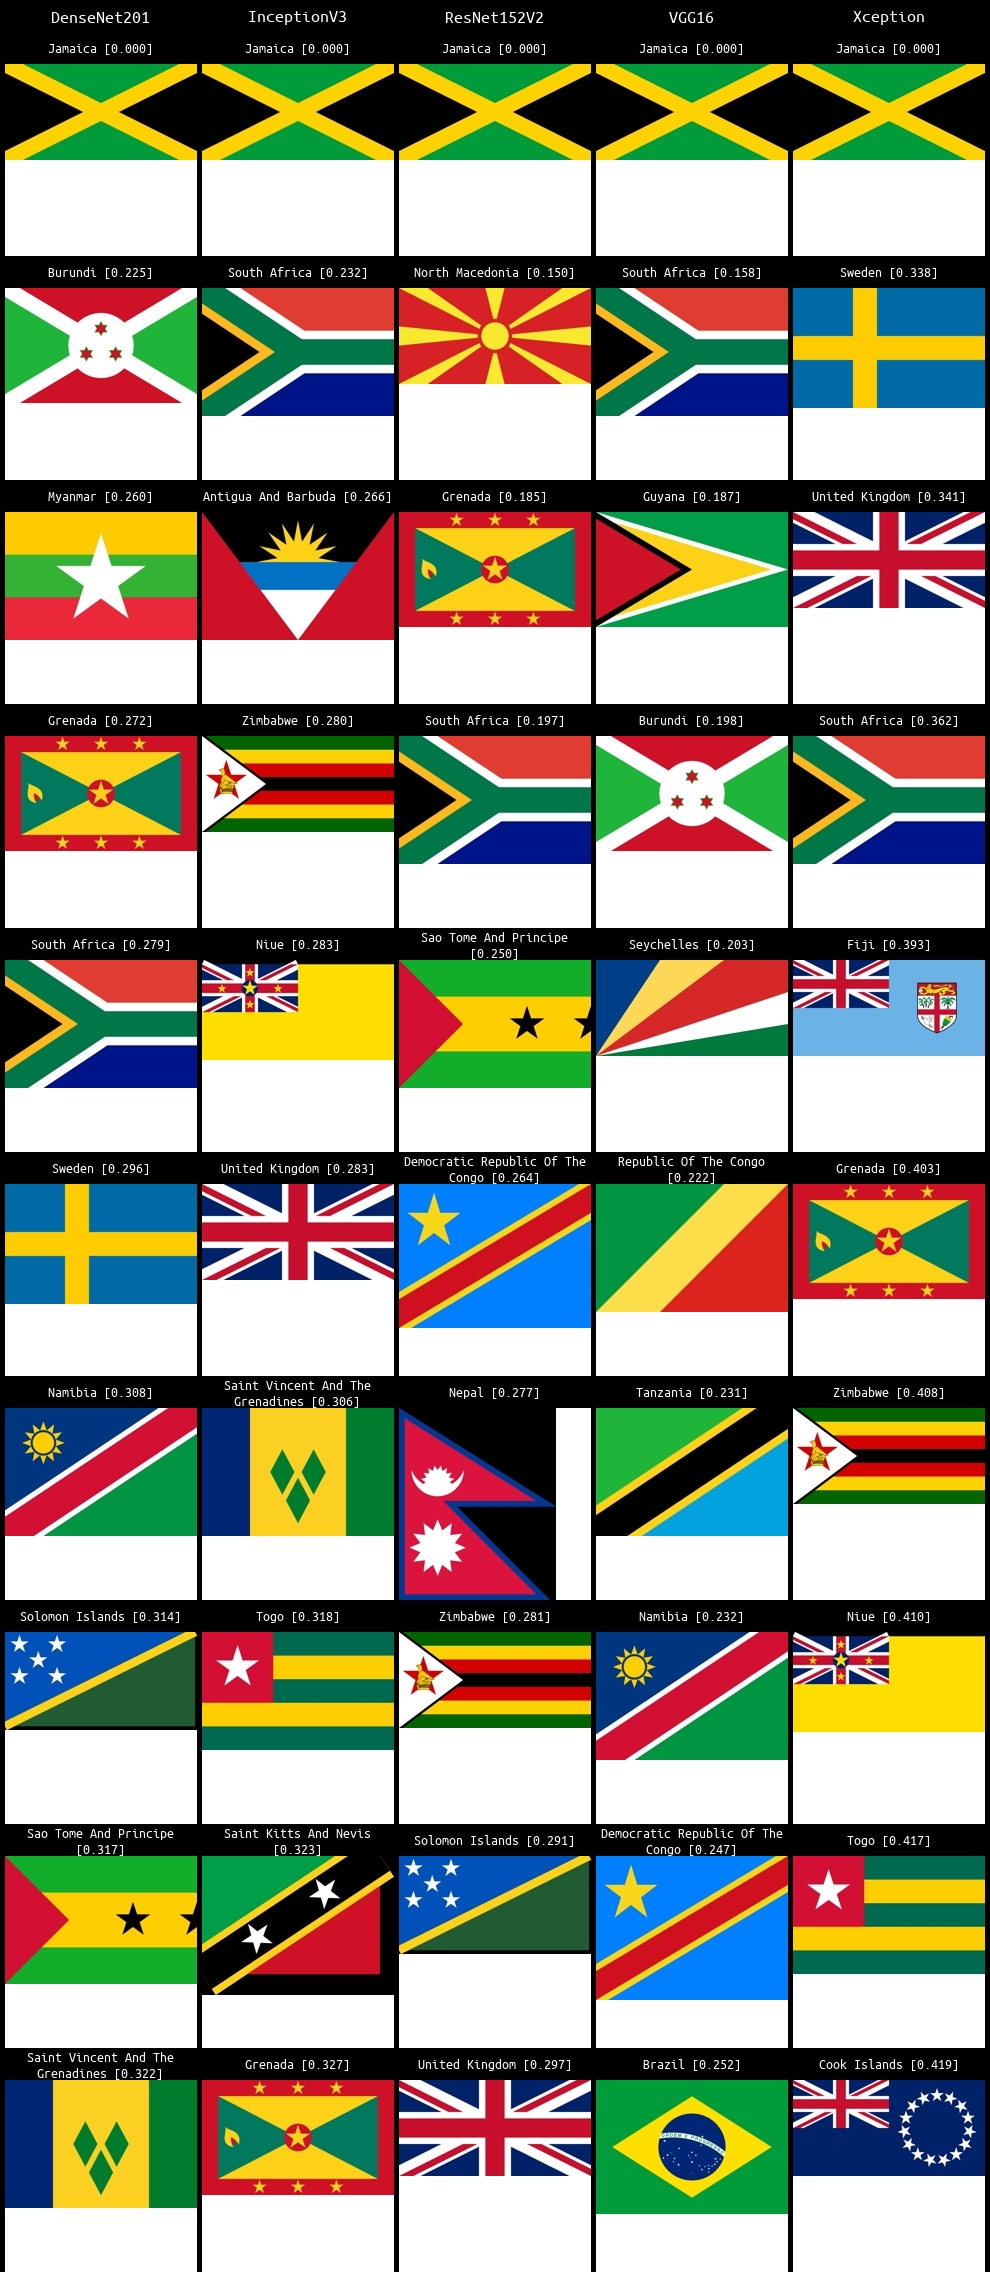 DenseNet201 InceptionV3 ResNet152V2 VGG16 Xception
Jamaica [0.000] Jamaica [0.000] Jamaica [0.000] Jamaica [0.000] Jamaica [0.000]
Burundi [0.225] South Africa [0.232] North Macedonia [0.150] South Africa [0.158] Sweden [0.338]
Myanmar [0.260] Antigua And Barbuda [0.266] Grenada [0.185] Guyana [0.187] United Kingdom [0.341]
Grenada [0.272] Zimbabwe [0.280] South Africa [0.197] Burundi [0.198] South Africa [0.362]
South Africa [0.279] Niue [0.283] Sao Tome And Principe
[0.250] Seychelles [0.203] Fiji [0.393]
Sweden [0.296] United Kingdom [0.283] Democratic Republic Of The
Congo [0.264] Republic Of The Congo
[0.222] Grenada [0.403]
Namibia [0.308] Saint Vincent And The
Grenadines [0.306] Nepal [0.277] Tanzania [0.231] Zimbabwe [0.408]
Solomon Islands [0.314] Togo [0.318] Zimbabwe [0.281] Namibia [0.232] Niue [0.410]
Sao Tome And Principe
[0.317] Saint Kitts And Nevis
[0.323] Solomon Islands [0.291] Democratic Republic Of The
Congo [0.247] Togo [0.417]
Saint Vincent And The
Grenadines [0.322] Grenada [0.327] United Kingdom [0.297] Brazil [0.252] Cook Islands [0.419]
ORDEM E PROGRESSO